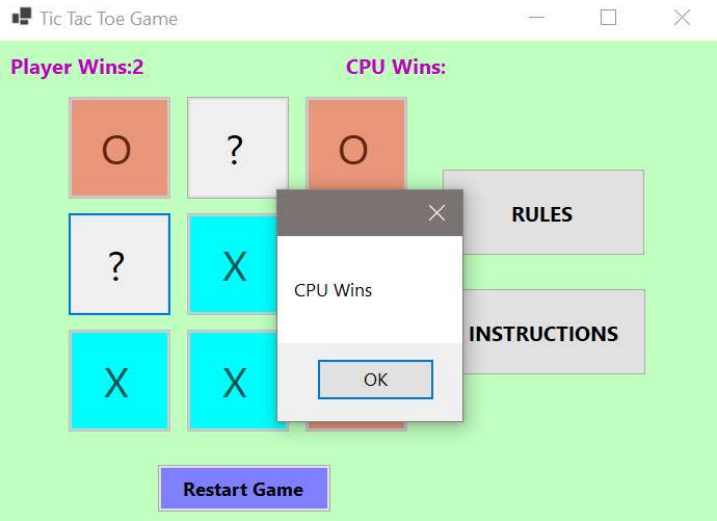 Tic Tac Toe Game
Player Wins:2 CPU Wins:
O ? O
RULES
? X
CPU Wins
INSTRUCTIONS
X X
OK
Restart Game